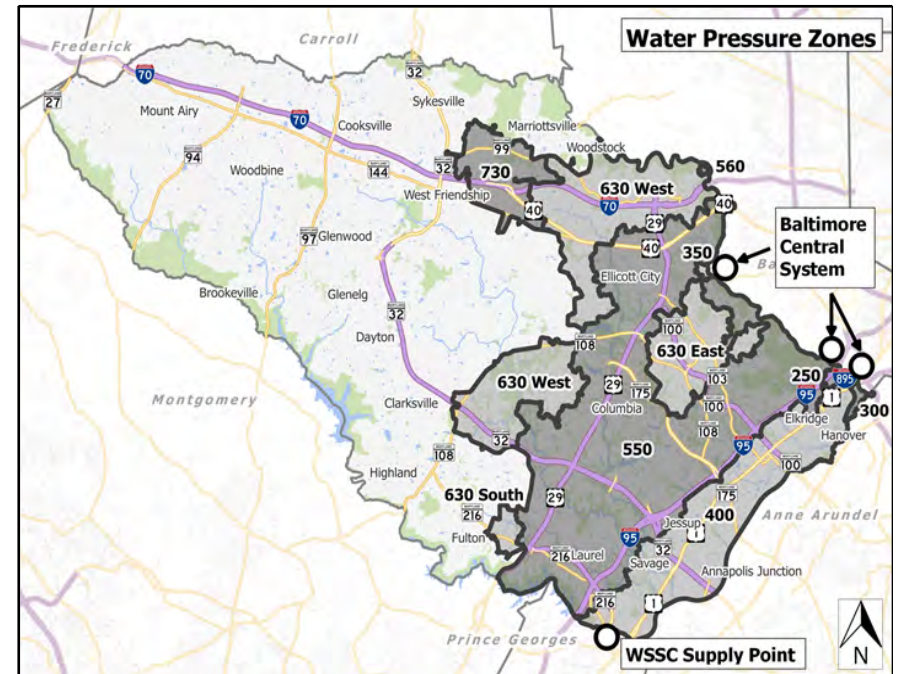 Water Pressure Zones
Frederick
Carroll
70
32
27
Mount Airy
Sykesville
70
Cooksville
Marriottsville
99
Woodstock
94
Woodbine
144
32
730
560
West Friendship
630 West
70
40
29
40
Baltimore
Central
System
97
Glenwood
40
350
Ellicott City
Brookeville
Glenelg
32
100
Dayton
108
630 East
630 West
103
250
895
29
175
95
1
Montgomery
Clarksville
Columbia
100
Elkridge
300
32
108
Hanover
108
550
95
100
Highland
630 South
29
175
216
400
Anne Arundel
Jessup
1
Fulton
95
32
216
Laurel
Savage
Annapolis Junction
216
1
Prince Georges
WSSC Supply Point
N